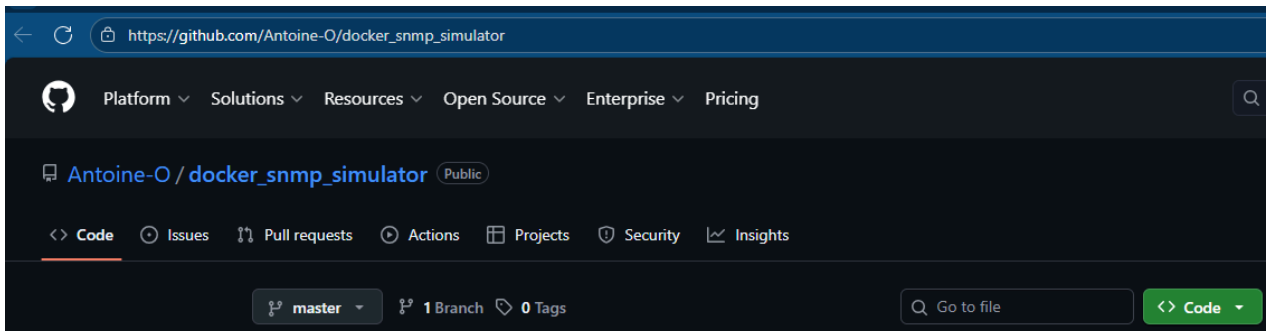 https://github.com/Antoine-O/docker_snmp_simulator
Platform Solutions Resources Open Source Enterprise Pricing
Antoine-O / docker_snmp_simulator Public
<> Code Issues Pull requests Actions Projects Security Insights
master 1 Branch 0 Tags Go to file <> Code